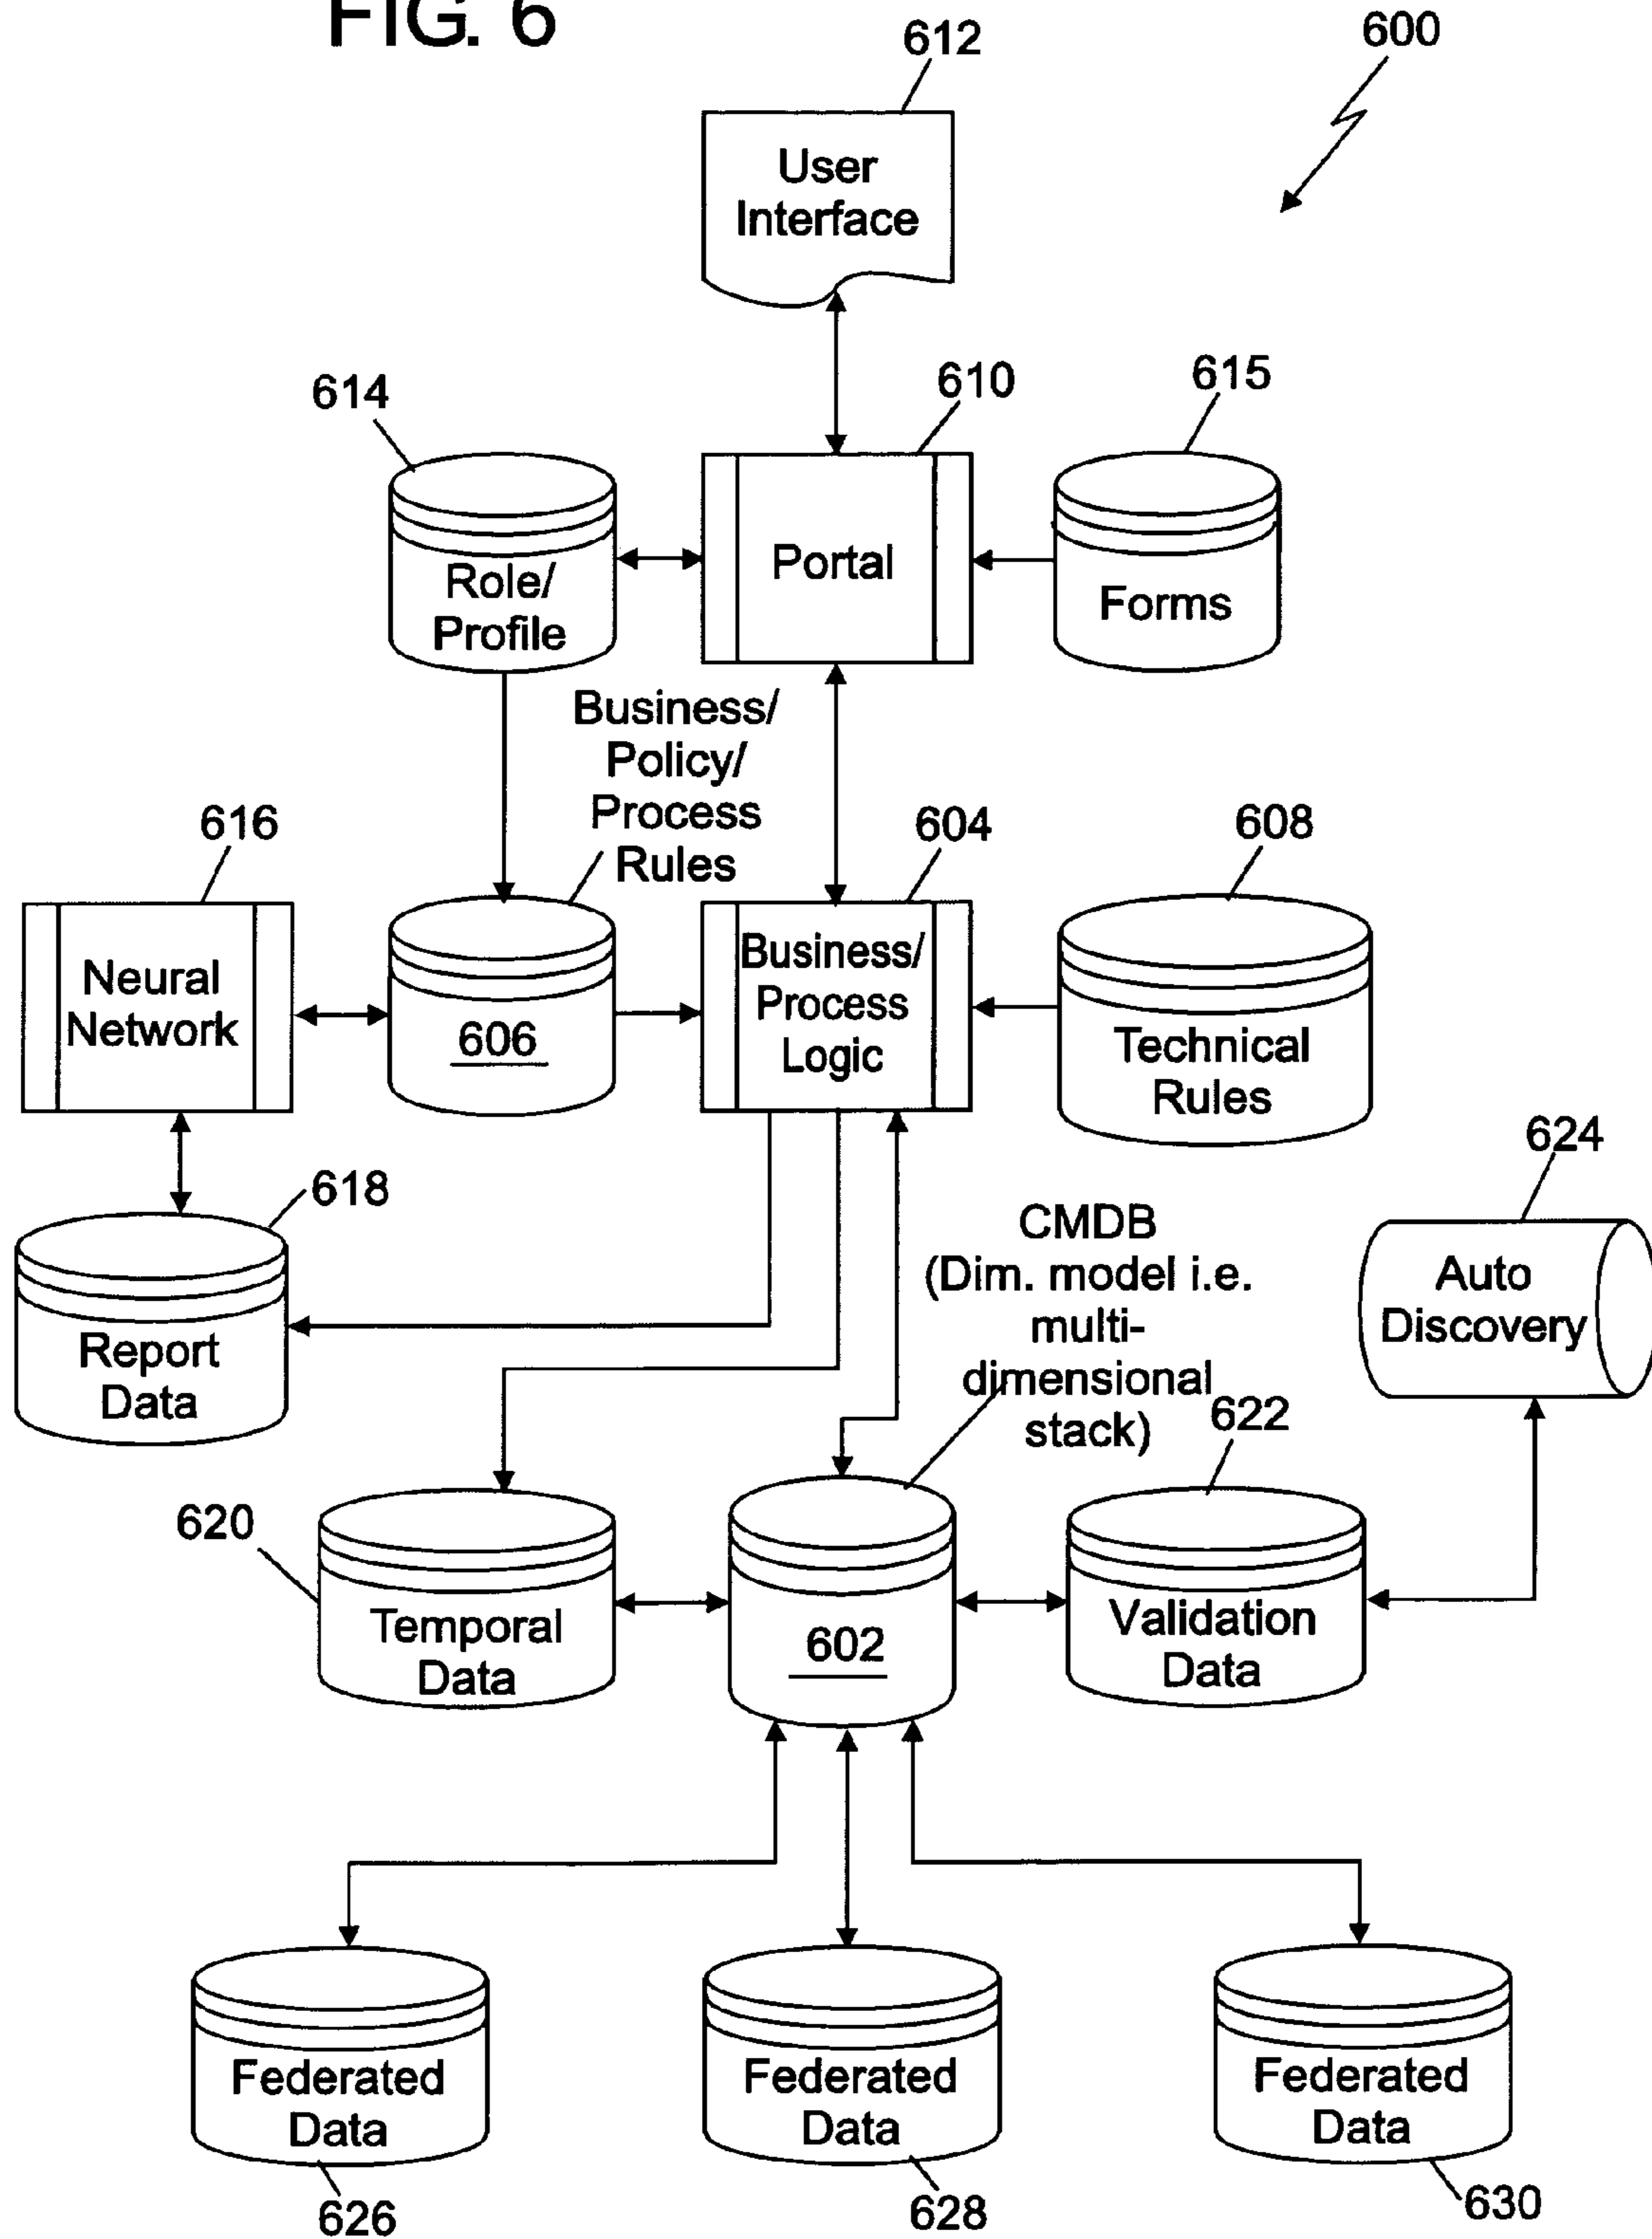 FIG. 6
612
600
User
Interface
614
610
615
Role/
Profile
Portal
Forms
Business/
Policy/
Process
Rules
616
604
608
Neural
Network
606
Business/
Process
Logic
Technical
Rules
624
618
CMDB
(Dim. model i.e.
multi-
dimensional
stack)
Auto
Discovery
Report
Data
622
620
Temporal
Data
602
Validation
Data
Federated
Data
Federated
Data
Federated
Data
626
628
630